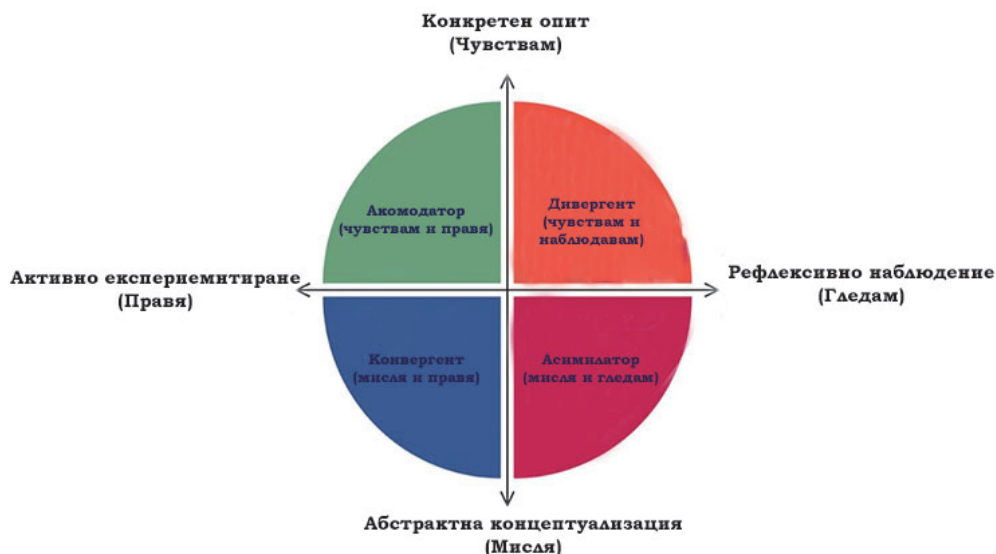 Конкретен опит
(Чувствам)
Акомодатор
(чувствам и правя)
Дивергент
(чувствам и
наблюдавам)
Активно експериемнтиране
(Правя)
Рефлексивно наблюдение
(Гледам)
Конвергент
(мисля и правя)
Асимилатор
(мисля и гледам)
Абстрактна концептуализация
(Мисля)